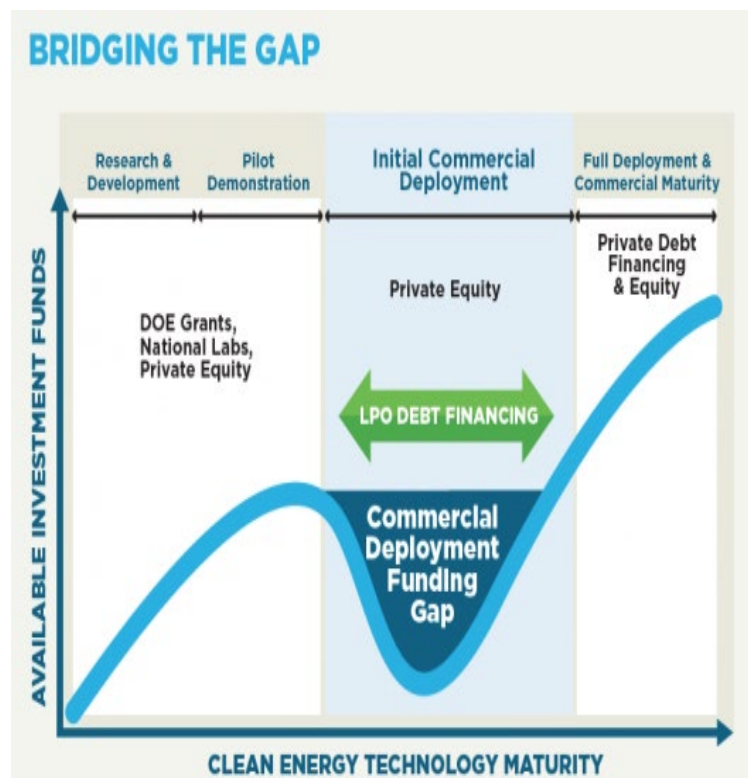 BRIDGING THE GAP
Research &
Development
Pilot
Demonstration
Initial Commercial
Deployment
Full Deployment &
Commercial Maturity
DOE Grants,
National Labs,
Private Equity
Private Equity
Private Debt
Financing
& Equity
LPO DEBT FINANCING
Commercial
Deployment
Funding
Gap
AVAILABLE INVESTMENT FUNDS
CLEAN ENERGY TECHNOLOGY MATURITY